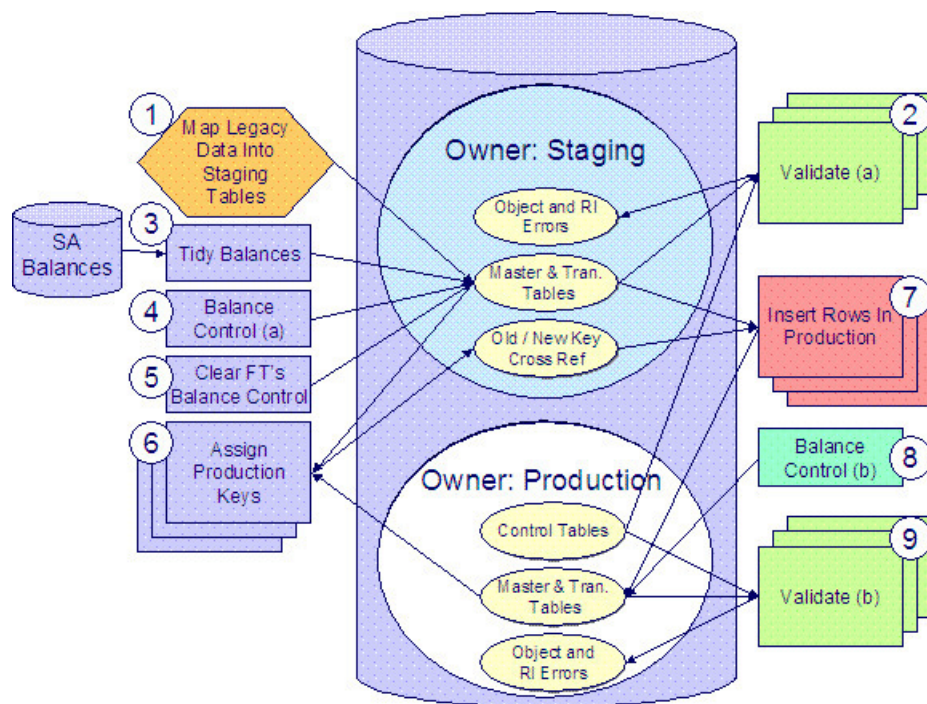 1
Map Legacy
Data Into
Staging
Tables
SA
Balances
3
Tidy Balances
4
Balance
Control (a)
5
Clear FT's
Balance Control
6
Assign
Production
Keys
Owner: Staging
Object and RI
Errors
Master & Tran.
Tables
Old / New Key
Cross Ref
Owner: Production
Control Tables
Master & Tran.
Tables
Object and
RI Errors
2
Validate (a)
7
Insert Rows In
Production
Balance
Control (b)
8
9
Validate (b)